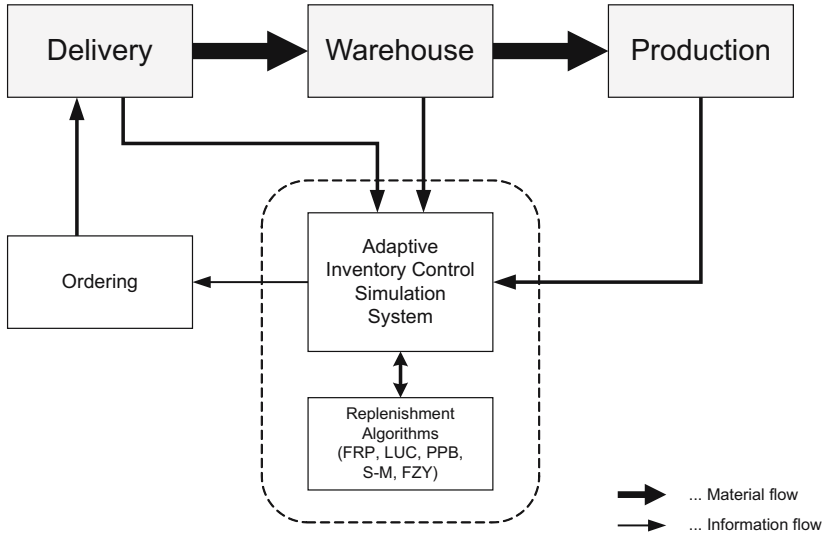 Delivery
Warehouse
Production
Ordering
Adaptive
Inventory Control
Simulation
System
Replenishment
Algorithms
(FRP, LUC, PPB,
S-M, FZY)
... Material flow
... Information flow